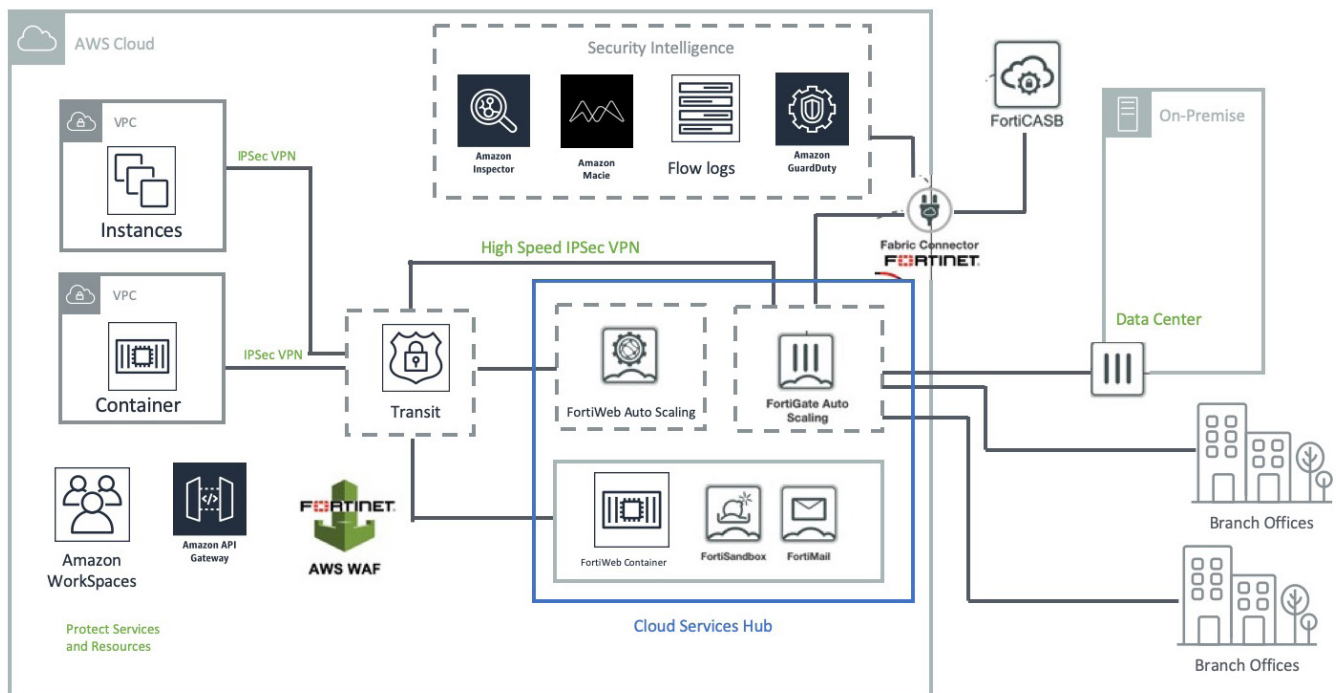 AWS Cloud
Security Intelligence
Amazon
Inspector
Amazon
Macie
Flow logs
Amazon
GuardDuty
FortiCASB
On-Premise
VPC
Instances
IPSec VPN
High Speed IPSec VPN
Fabric Connector
FORTINET
VPC
Container
IPSec VPN
Transit
FortiWeb Auto Scaling
FortiGate Auto
Scaling
Data Center
Branch Offices
Amazon
WorkSpaces
</>
Amazon API
Gateway
FORTINET
AWS WAF
FortiWeb Container
FortiSandbox
FortiMail
Cloud Services Hub
Protect Services
and Resources
Branch Offices